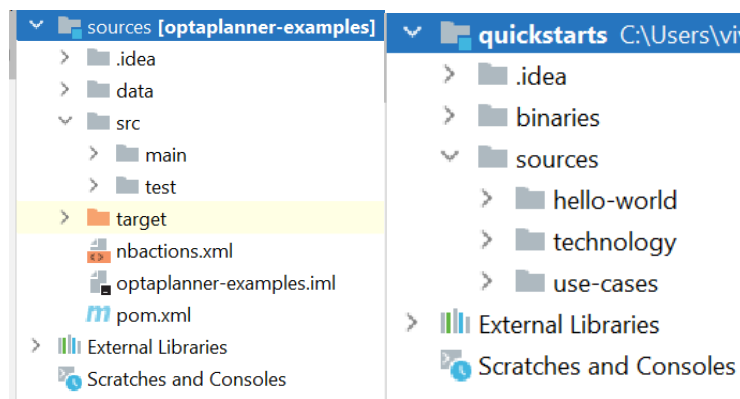 sources [optaplanner-examples]
.idea
data
src
main
test
target
nbactions.xml
optaplanner-examples.iml
pom.xml
External Libraries
Scratches and Consoles
quickstarts C:\Users\viv
.idea
binaries
sources
hello-world
technology
use-cases
External Libraries
Scratches and Consoles